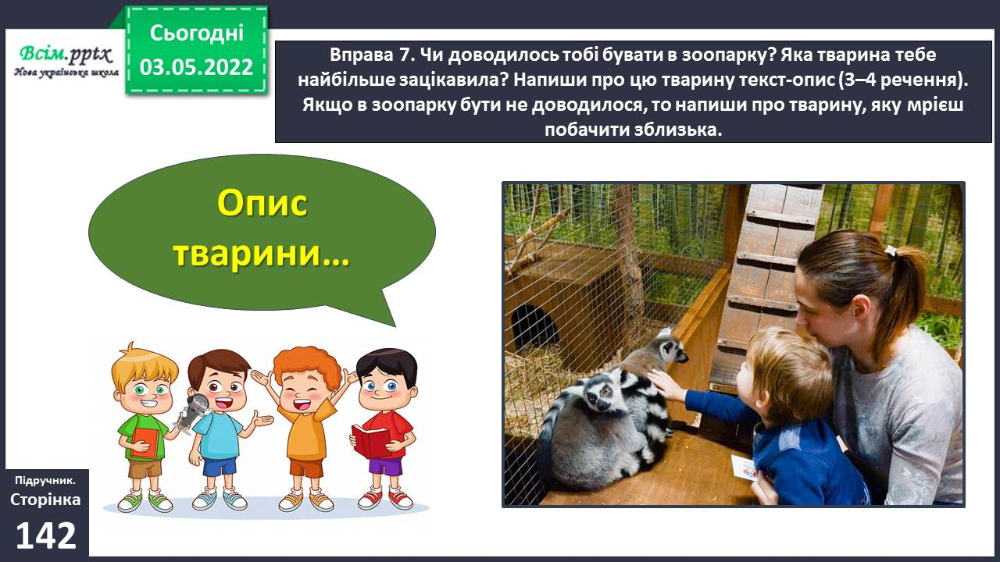 Всім.pptx
Нова українська школа
Сьогодні
03.05.2022
Вправа 7. Чи доводилось тобі бувати в зоопарку? Яка тварина тебе
найбільше зацікавила? Напиши про цю тварину текст-опис (3–4 речення).
Якщо в зоопарку бути не доводилося, то напиши про тварину, яку мрієш
побачити зблизька.
Опис
тварини…
Підручник.
Сторінка
142